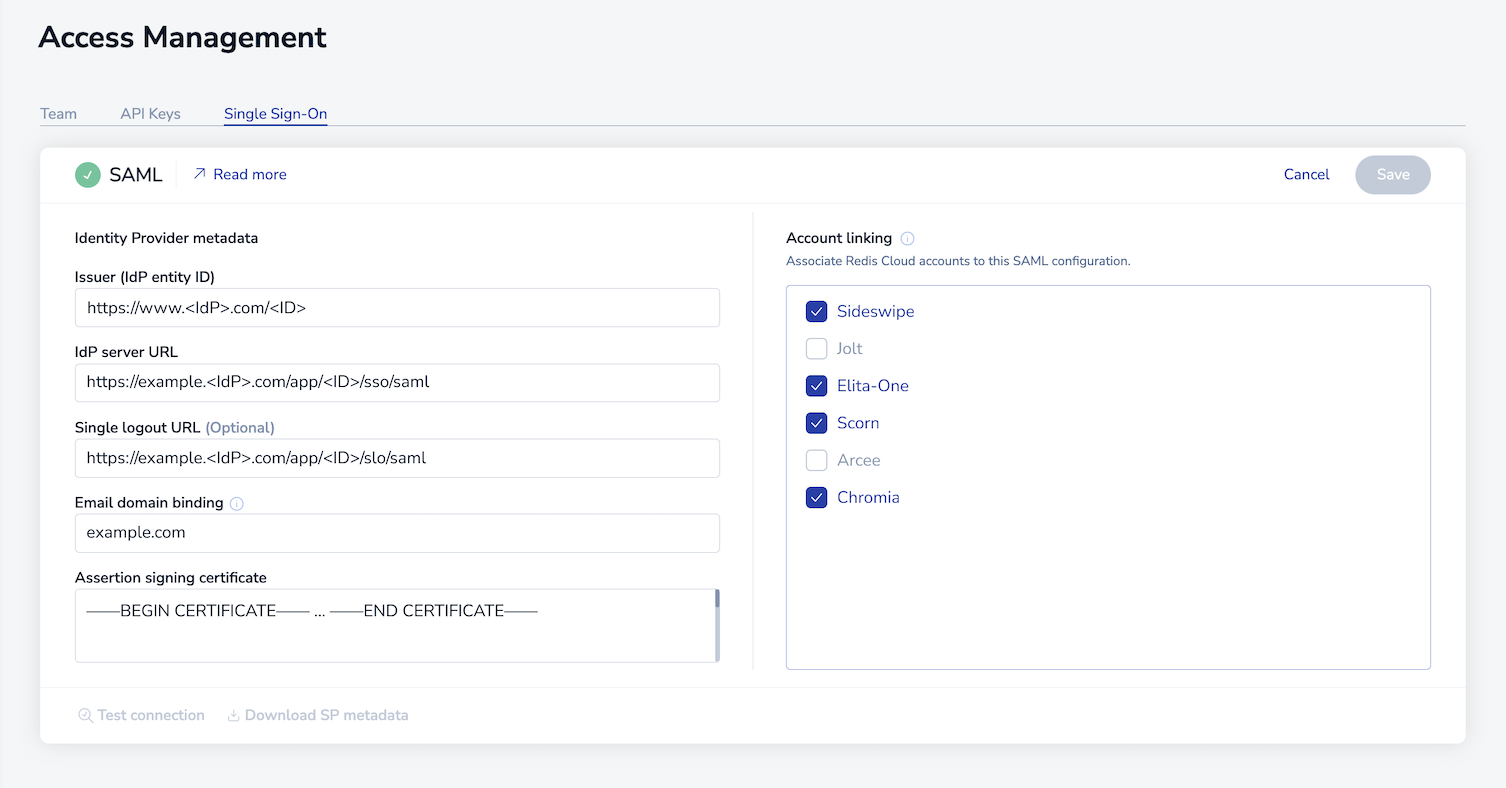 Access Management
Team API Keys Single Sign-On
SAML Read more Cancel Save
Identity Provider metadata
Issuer (IdP entity ID)
https://www.<IdP>.com/<ID>
IdP server URL
https://example.<IdP>.com/app/<ID>/sso/saml
Single logout URL (Optional)
https://example.<IdP>.com/app/<ID>/slo/saml
Email domain binding
example.com
Assertion signing certificate
——BEGIN CERTIFICATE—— ... ——END CERTIFICATE——
Account linking
Associate Redis Cloud accounts to this SAML configuration.
Sideswipe
Jolt
Elita-One
Scorn
Arcee
Chromia
Test connection Download SP metadata